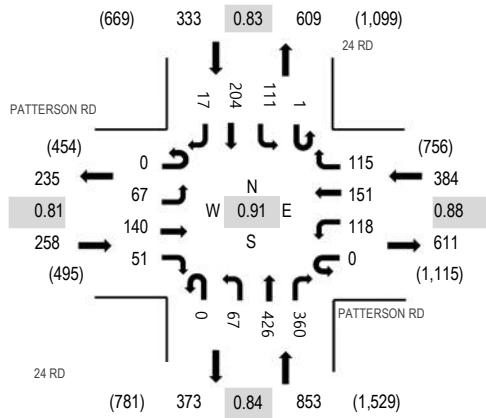 (669) 333 0.83 609 (1,099)
24 RD
PATTERSON RD
17 204 111 1
(454) (756)
0 115
235 67 151 384
N
0.81 W 0.91 E 0.88
S
258 140 118 611
51 0
(495) (1,115)
0 67 426 360
PATTERSON RD
24 RD
(781) 373 0.84 853 (1,529)